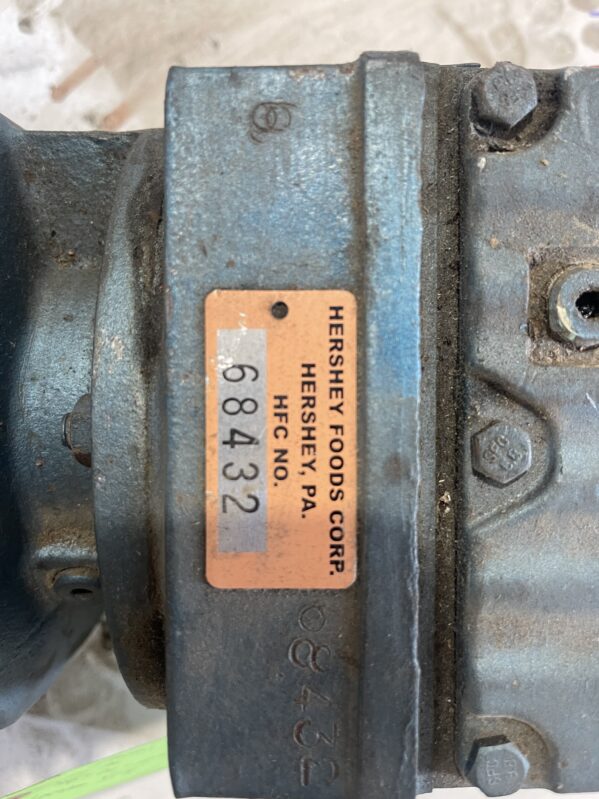 HERSHEY FOODS CORP.
HERSHEY, PA.
HFC NO.
68432
68432